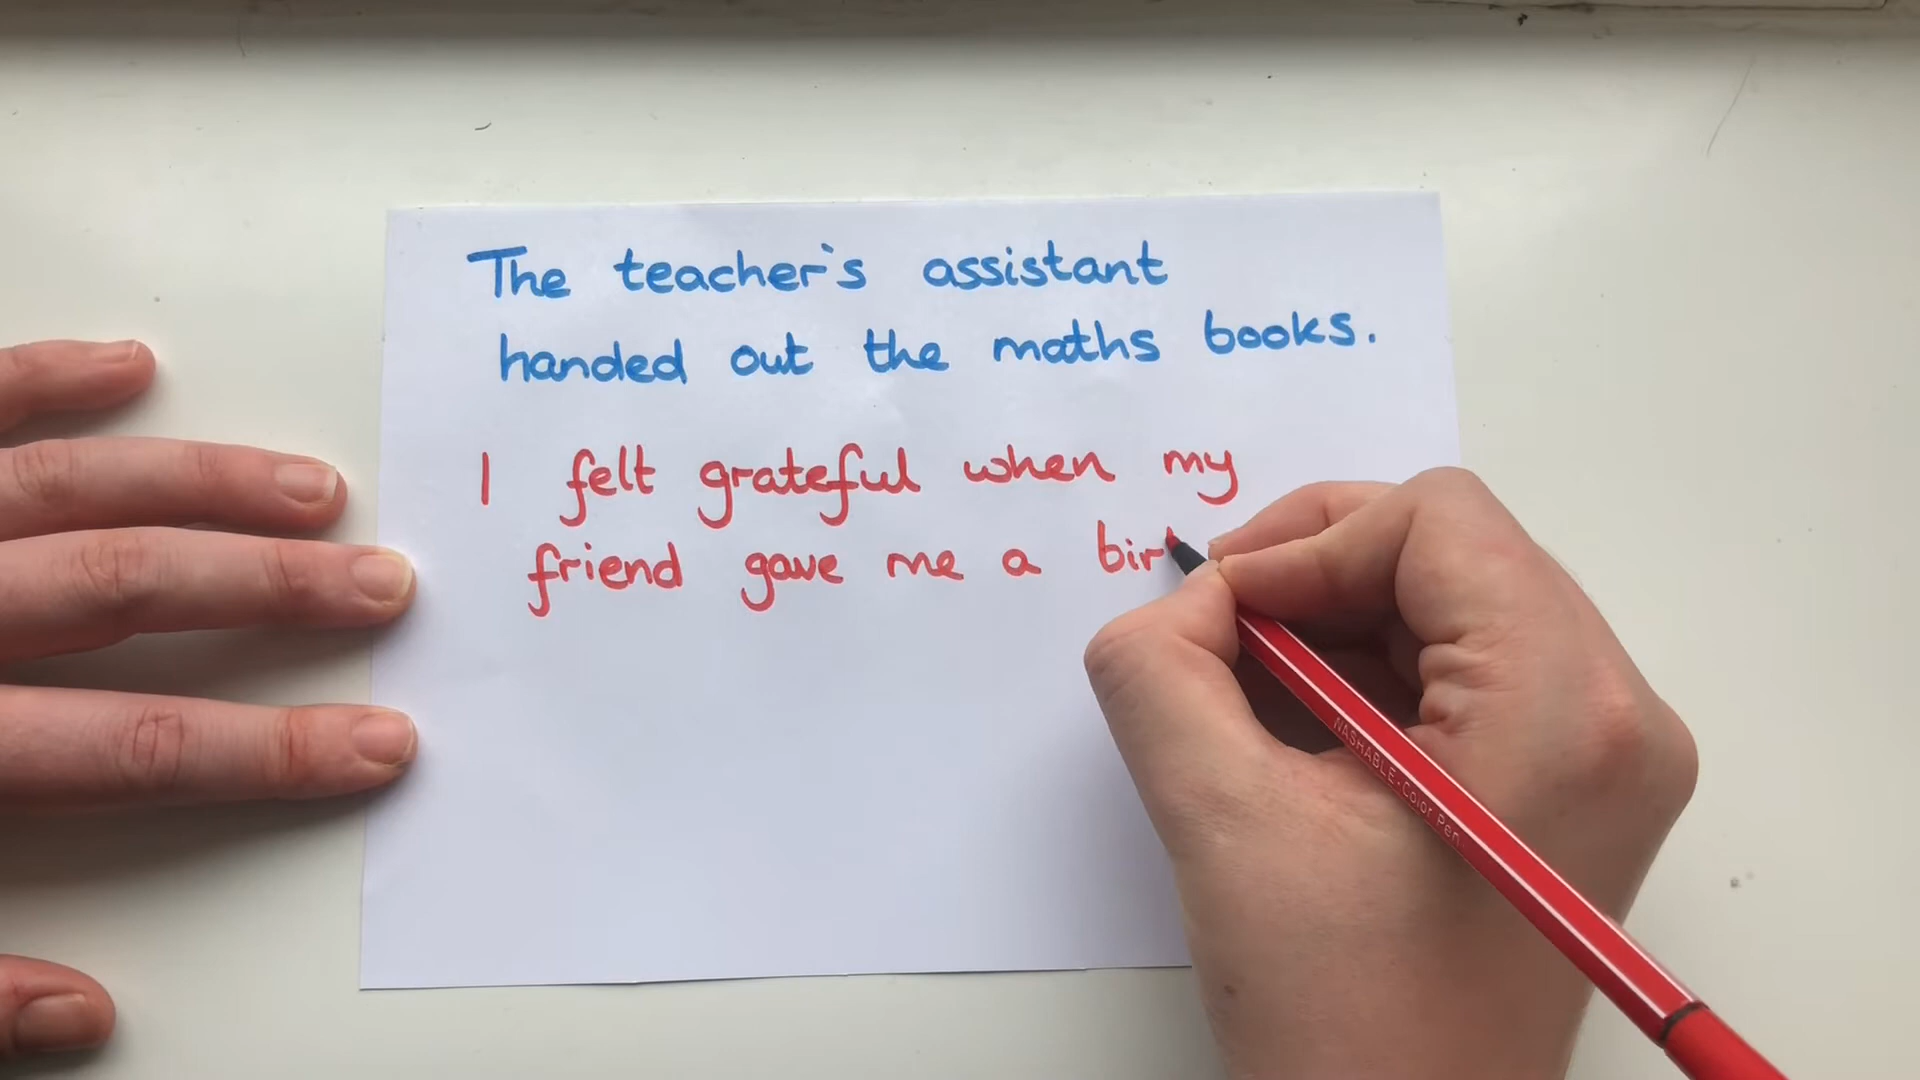 The teacher's assistant
handed out the maths books.
I felt grateful when my
friend gave me a bir
WASHABLE-Color Pen